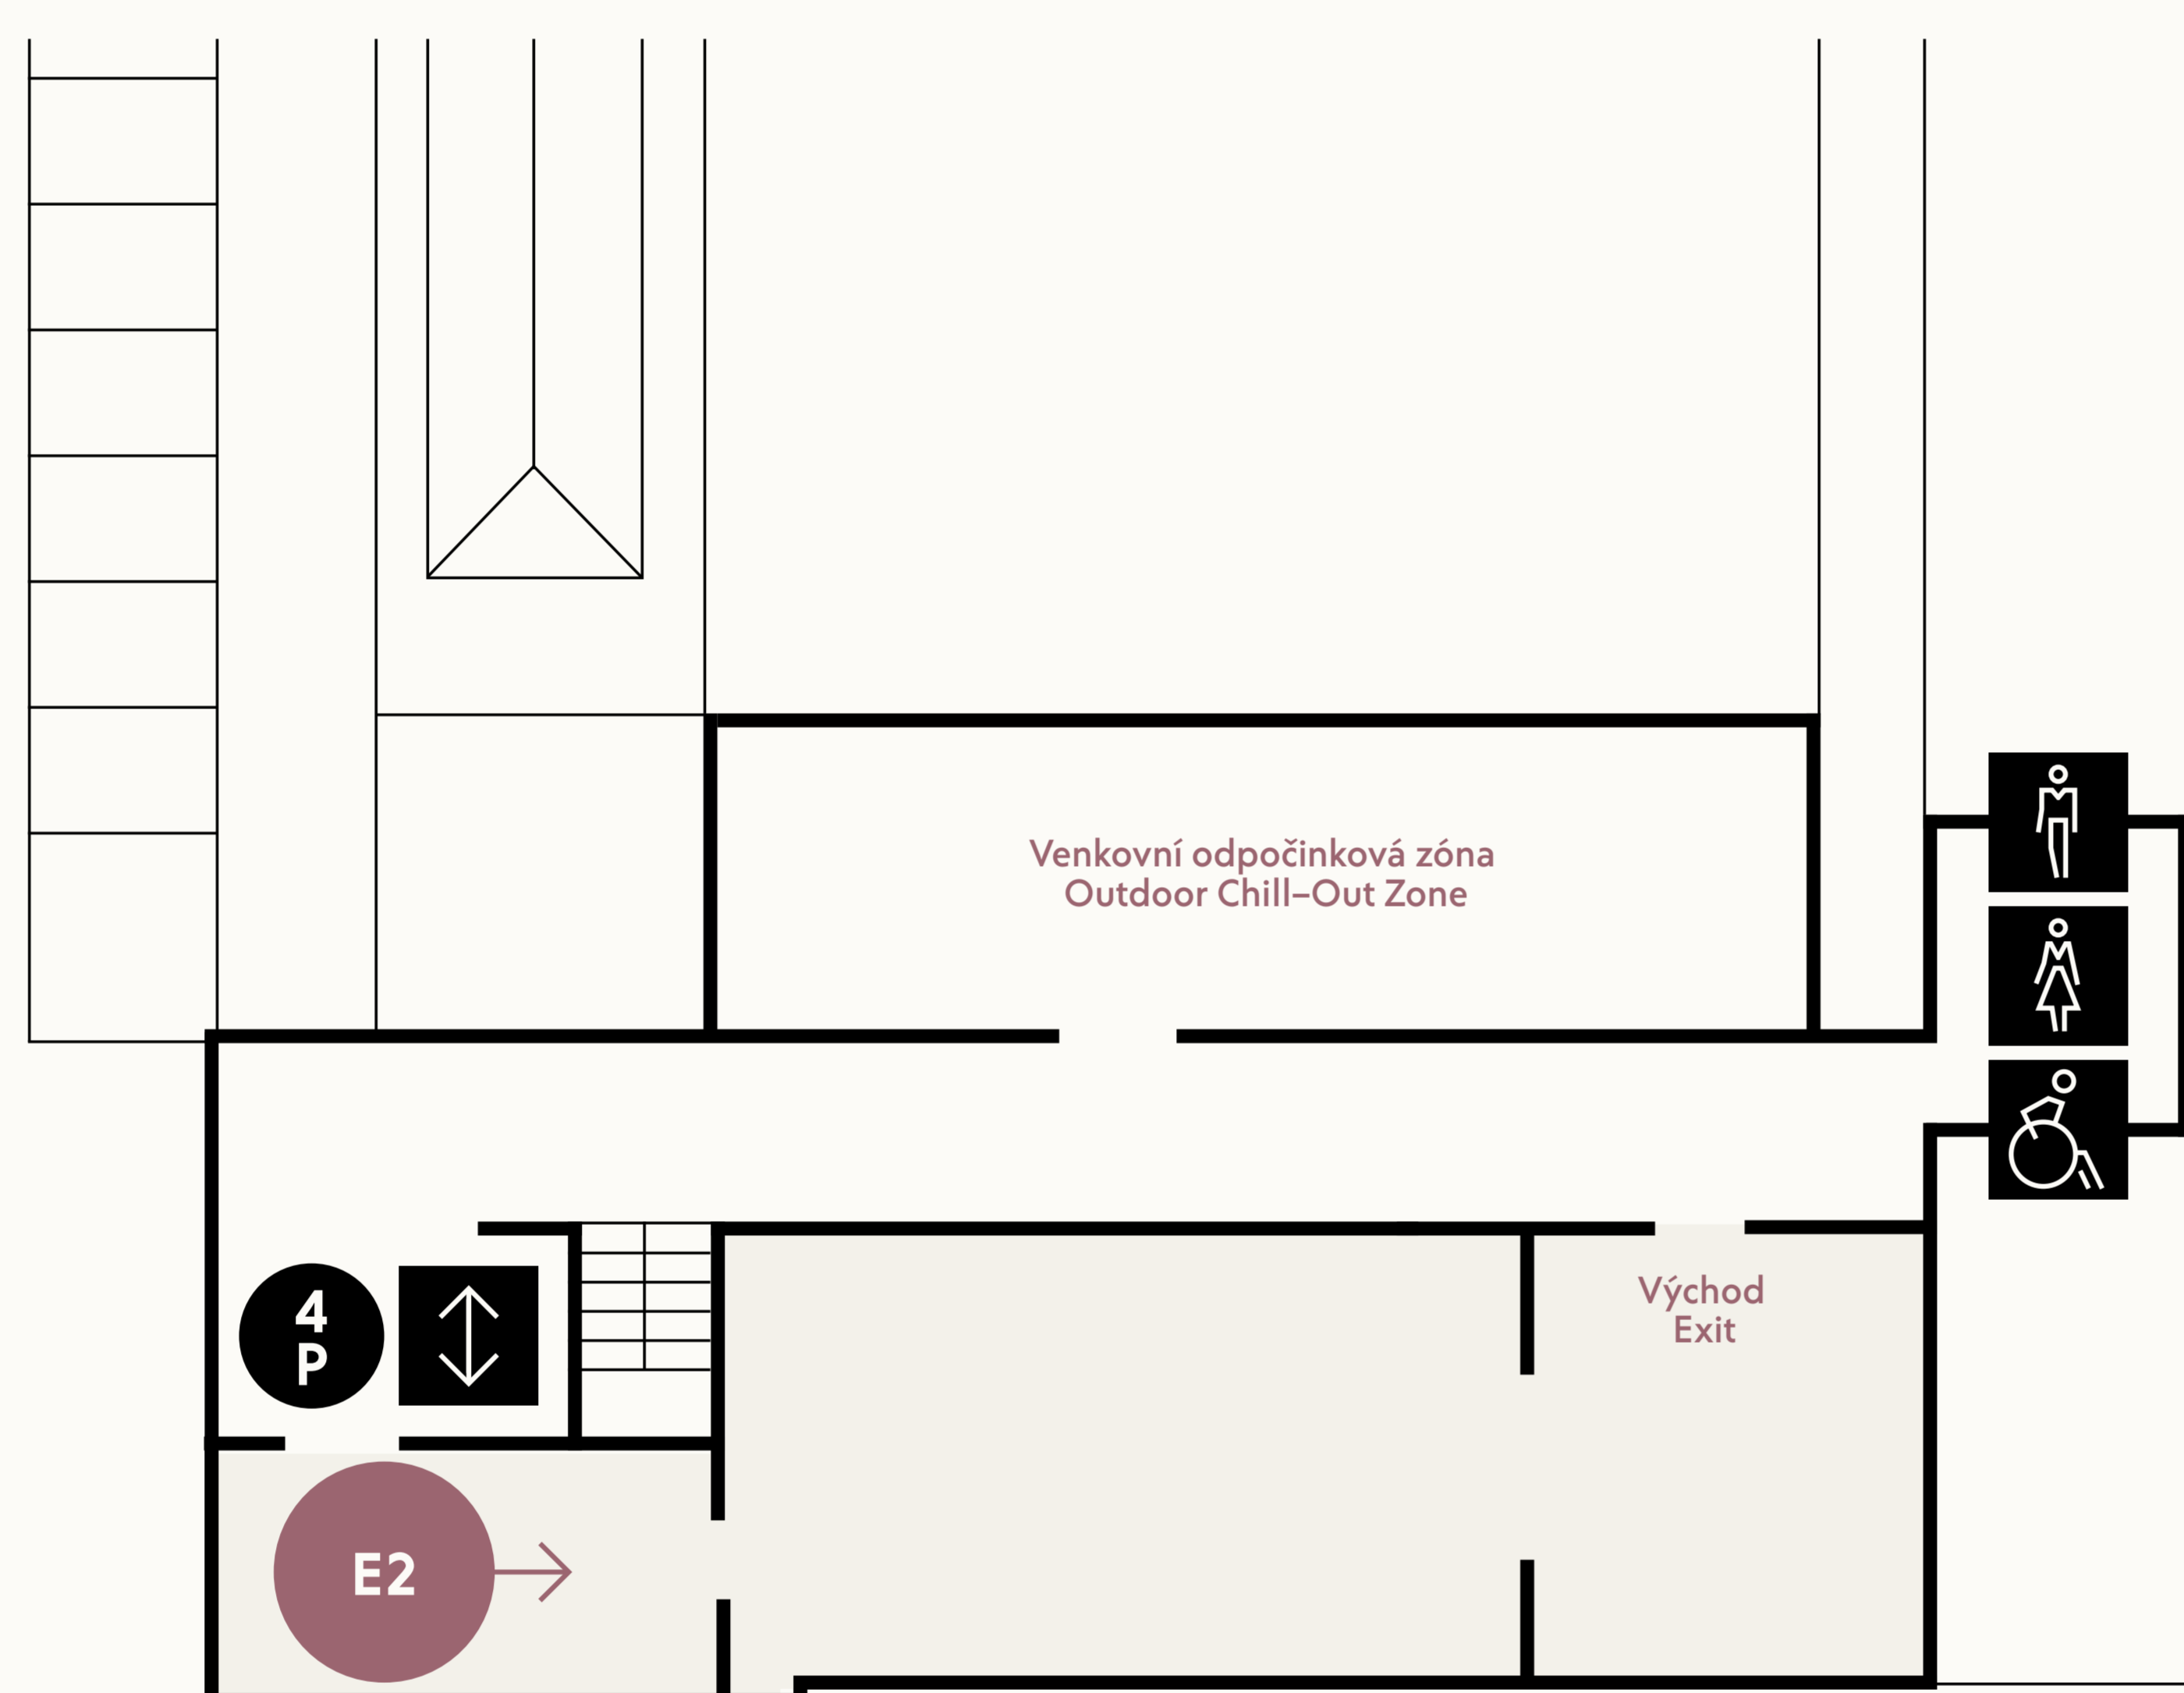 Venkovní odpočinková zóna
Outdoor Chill–Out Zone
Východ
Exit
4
P
E2